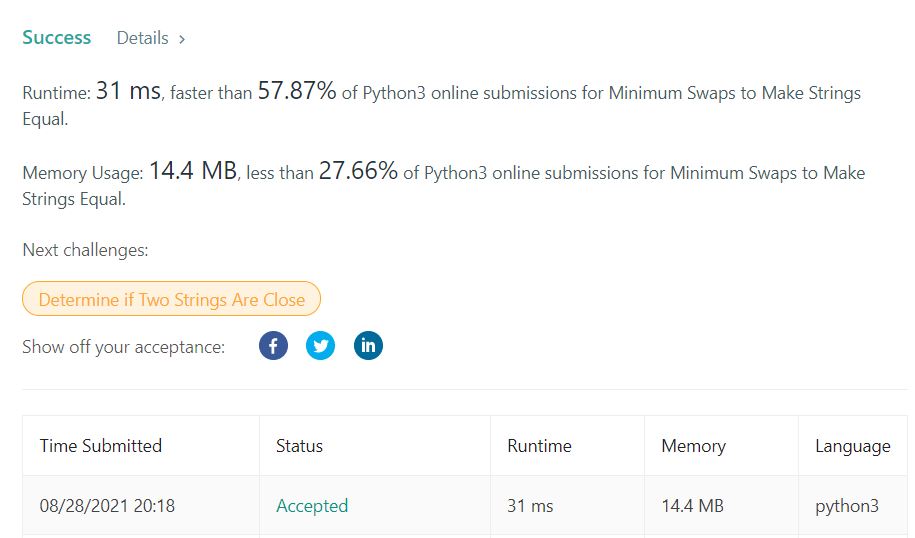 Success Details >
Runtime: 31 ms, faster than 57.87% of Python3 online submissions for Minimum Swaps to Make Strings
Equal.
Memory Usage: 14.4 MB, less than 27.66% of Python3 online submissions for Minimum Swaps to Make
Strings Equal.
Next challenges:
Determine if Two Strings Are Close
Show off your acceptance: f in
Time Submitted Status Runtime Memory Language
08/28/2021 20:18 Accepted 31 ms 14.4 MB python3